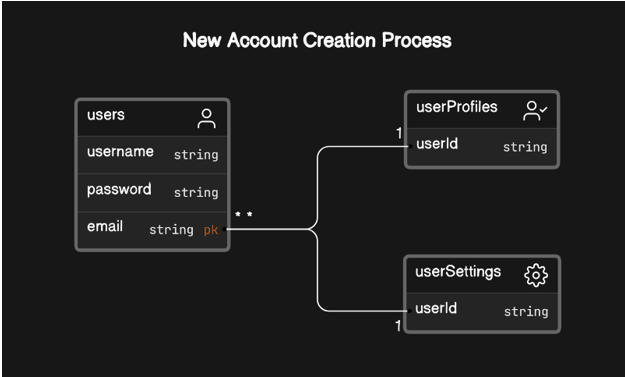 New Account Creation Process
users
username string
password string
email string pk
* *
1
userProfiles
userId string
userSettings
userId string
1